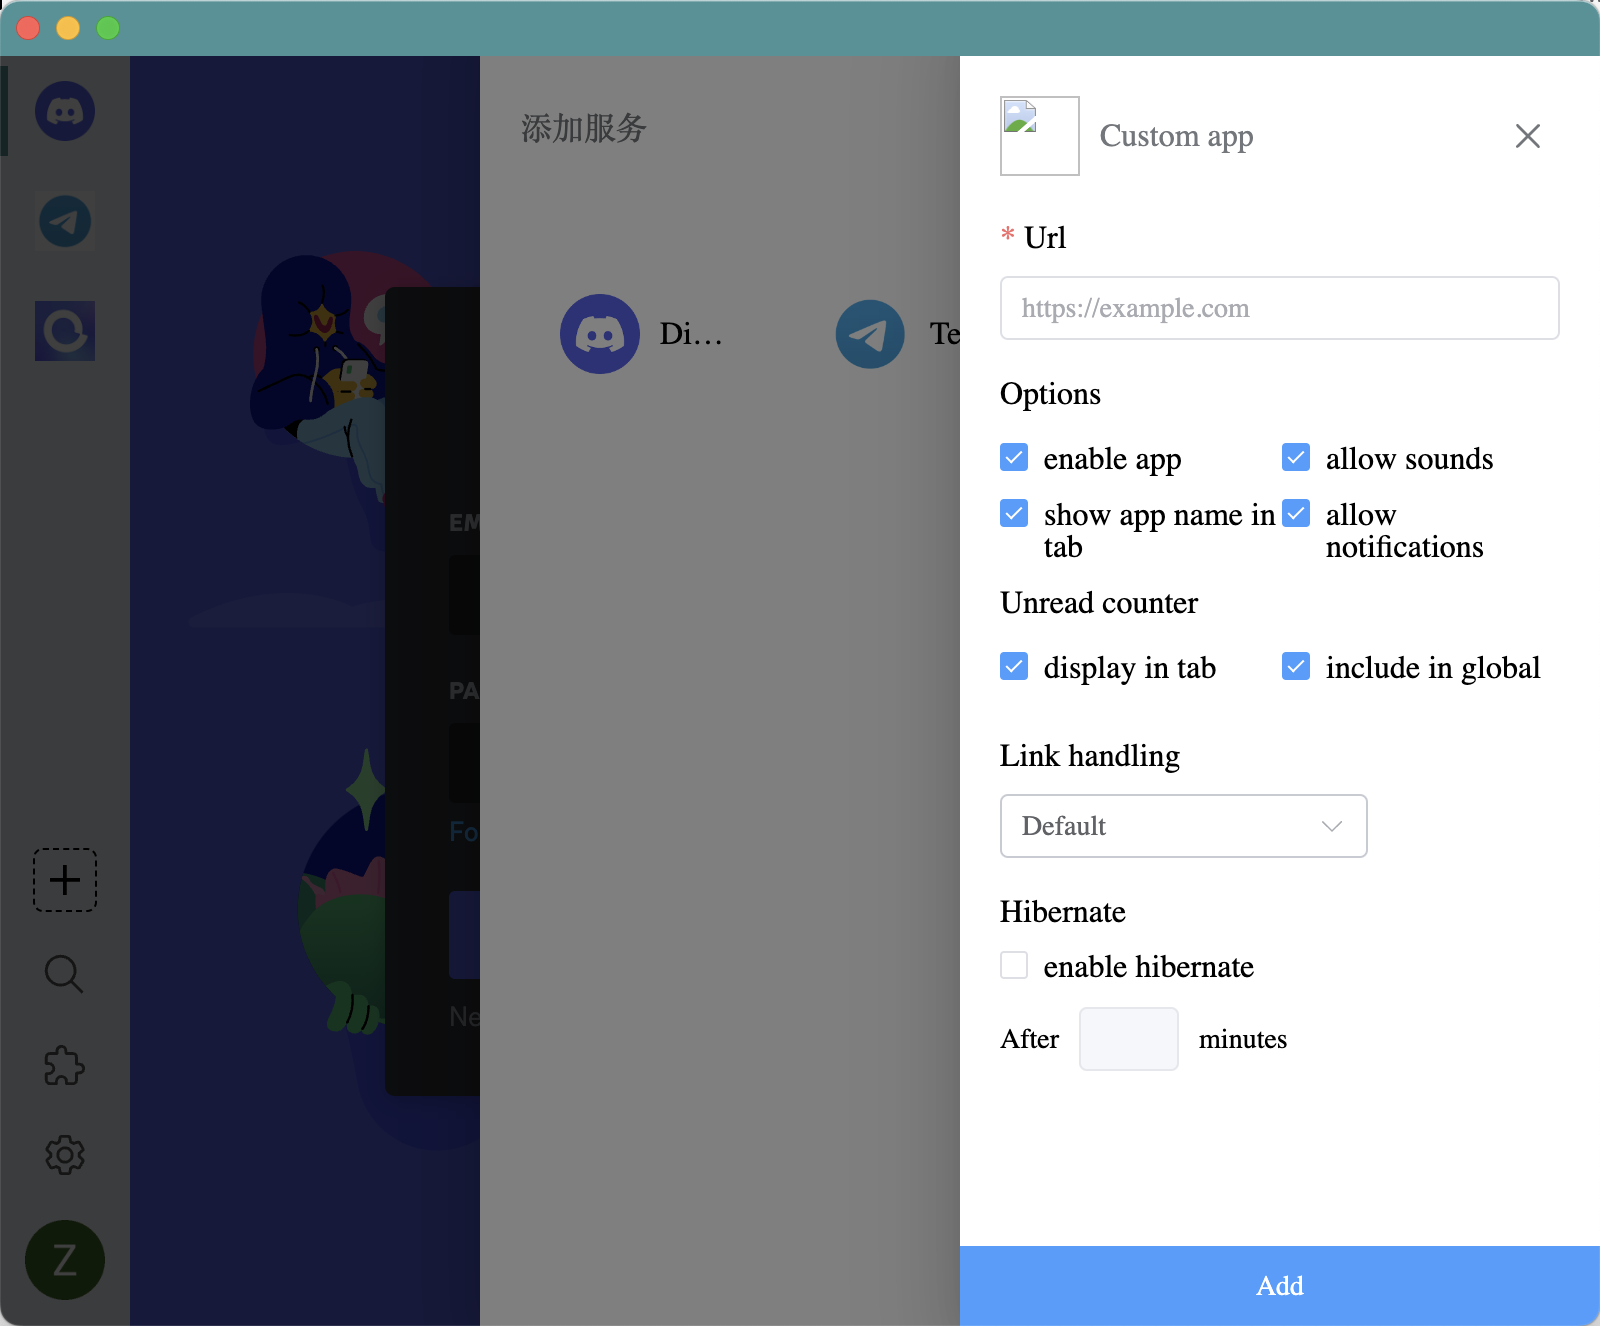 添加服务
Di...
Te
EM
PA
Fo
Ne
Z
Custom app
* Url
https://example.com
Options
enable app
allow sounds
show app name in
tab
allow
notifications
Unread counter
display in tab
include in global
Link handling
Default
Hibernate
enable hibernate
After
minutes
Add